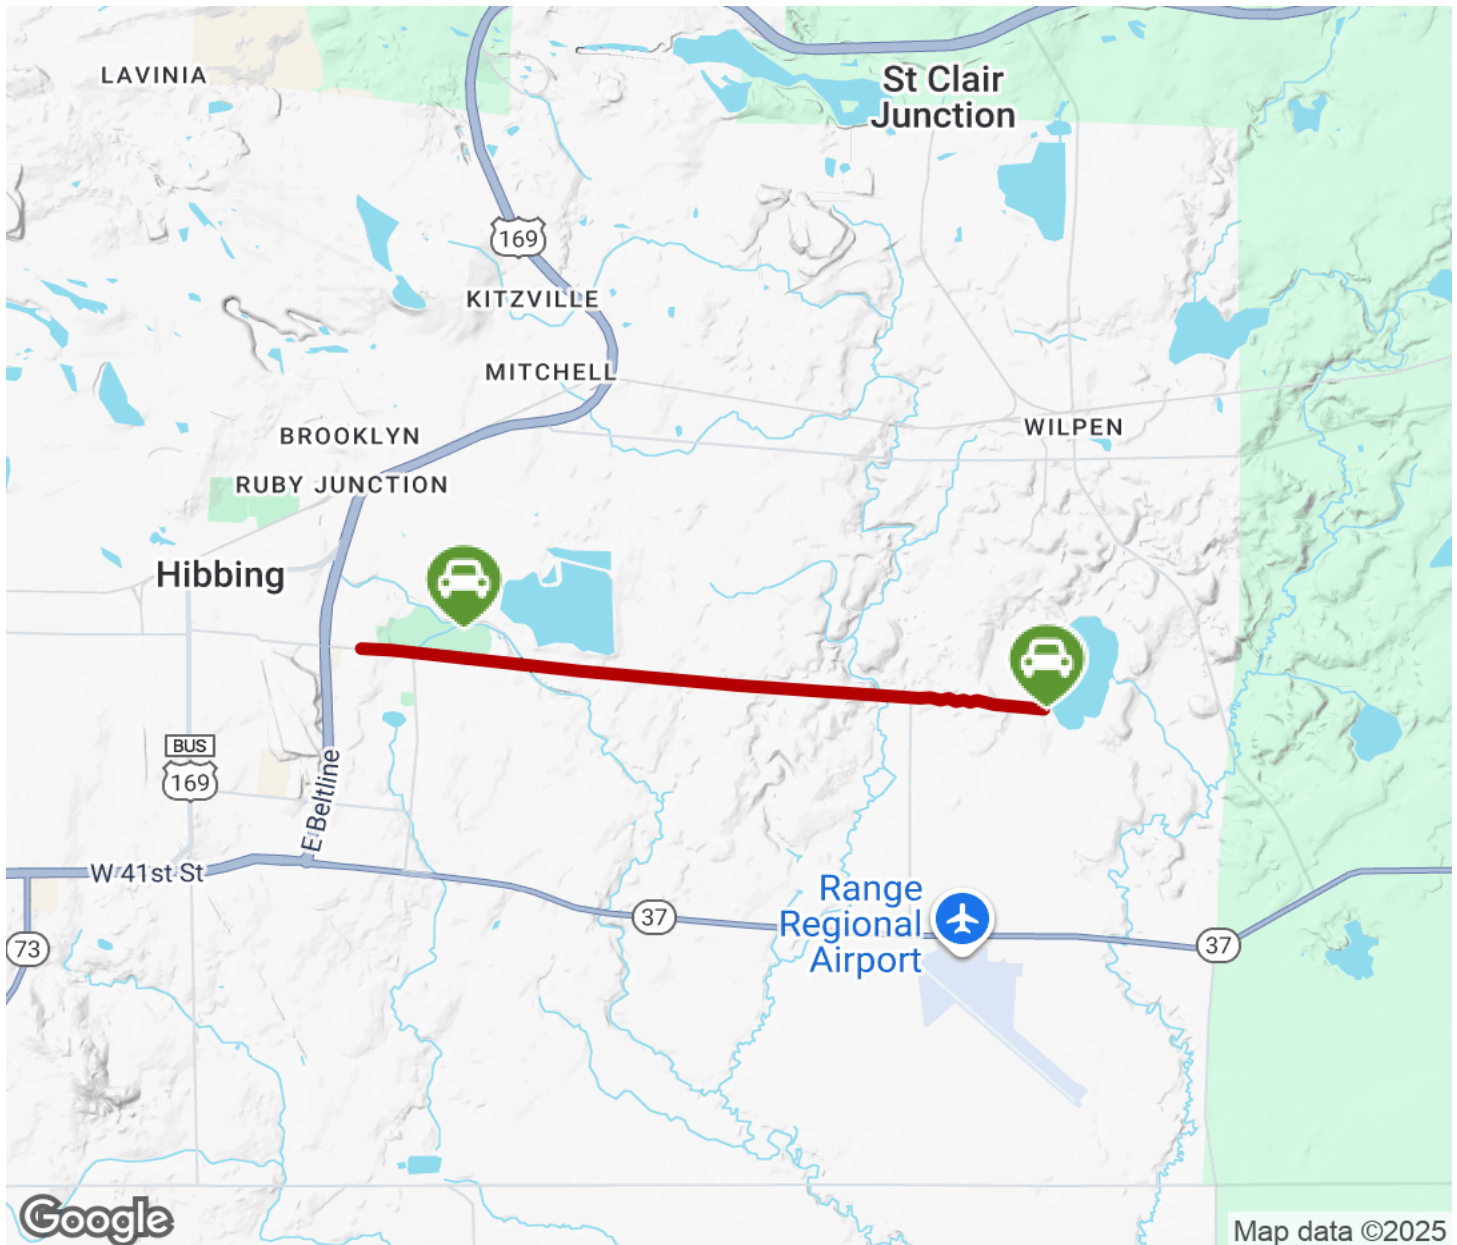 LAVINIA
St Clair
Junction
169
KITZVILLE
MITCHELL
BROOKLYN
WILPEN
RUBY JUNCTION
Hibbing
BUS
169
E Beltline
W 41st St
Range
Regional
Airport
37
37
73
Google
Map data ©2025